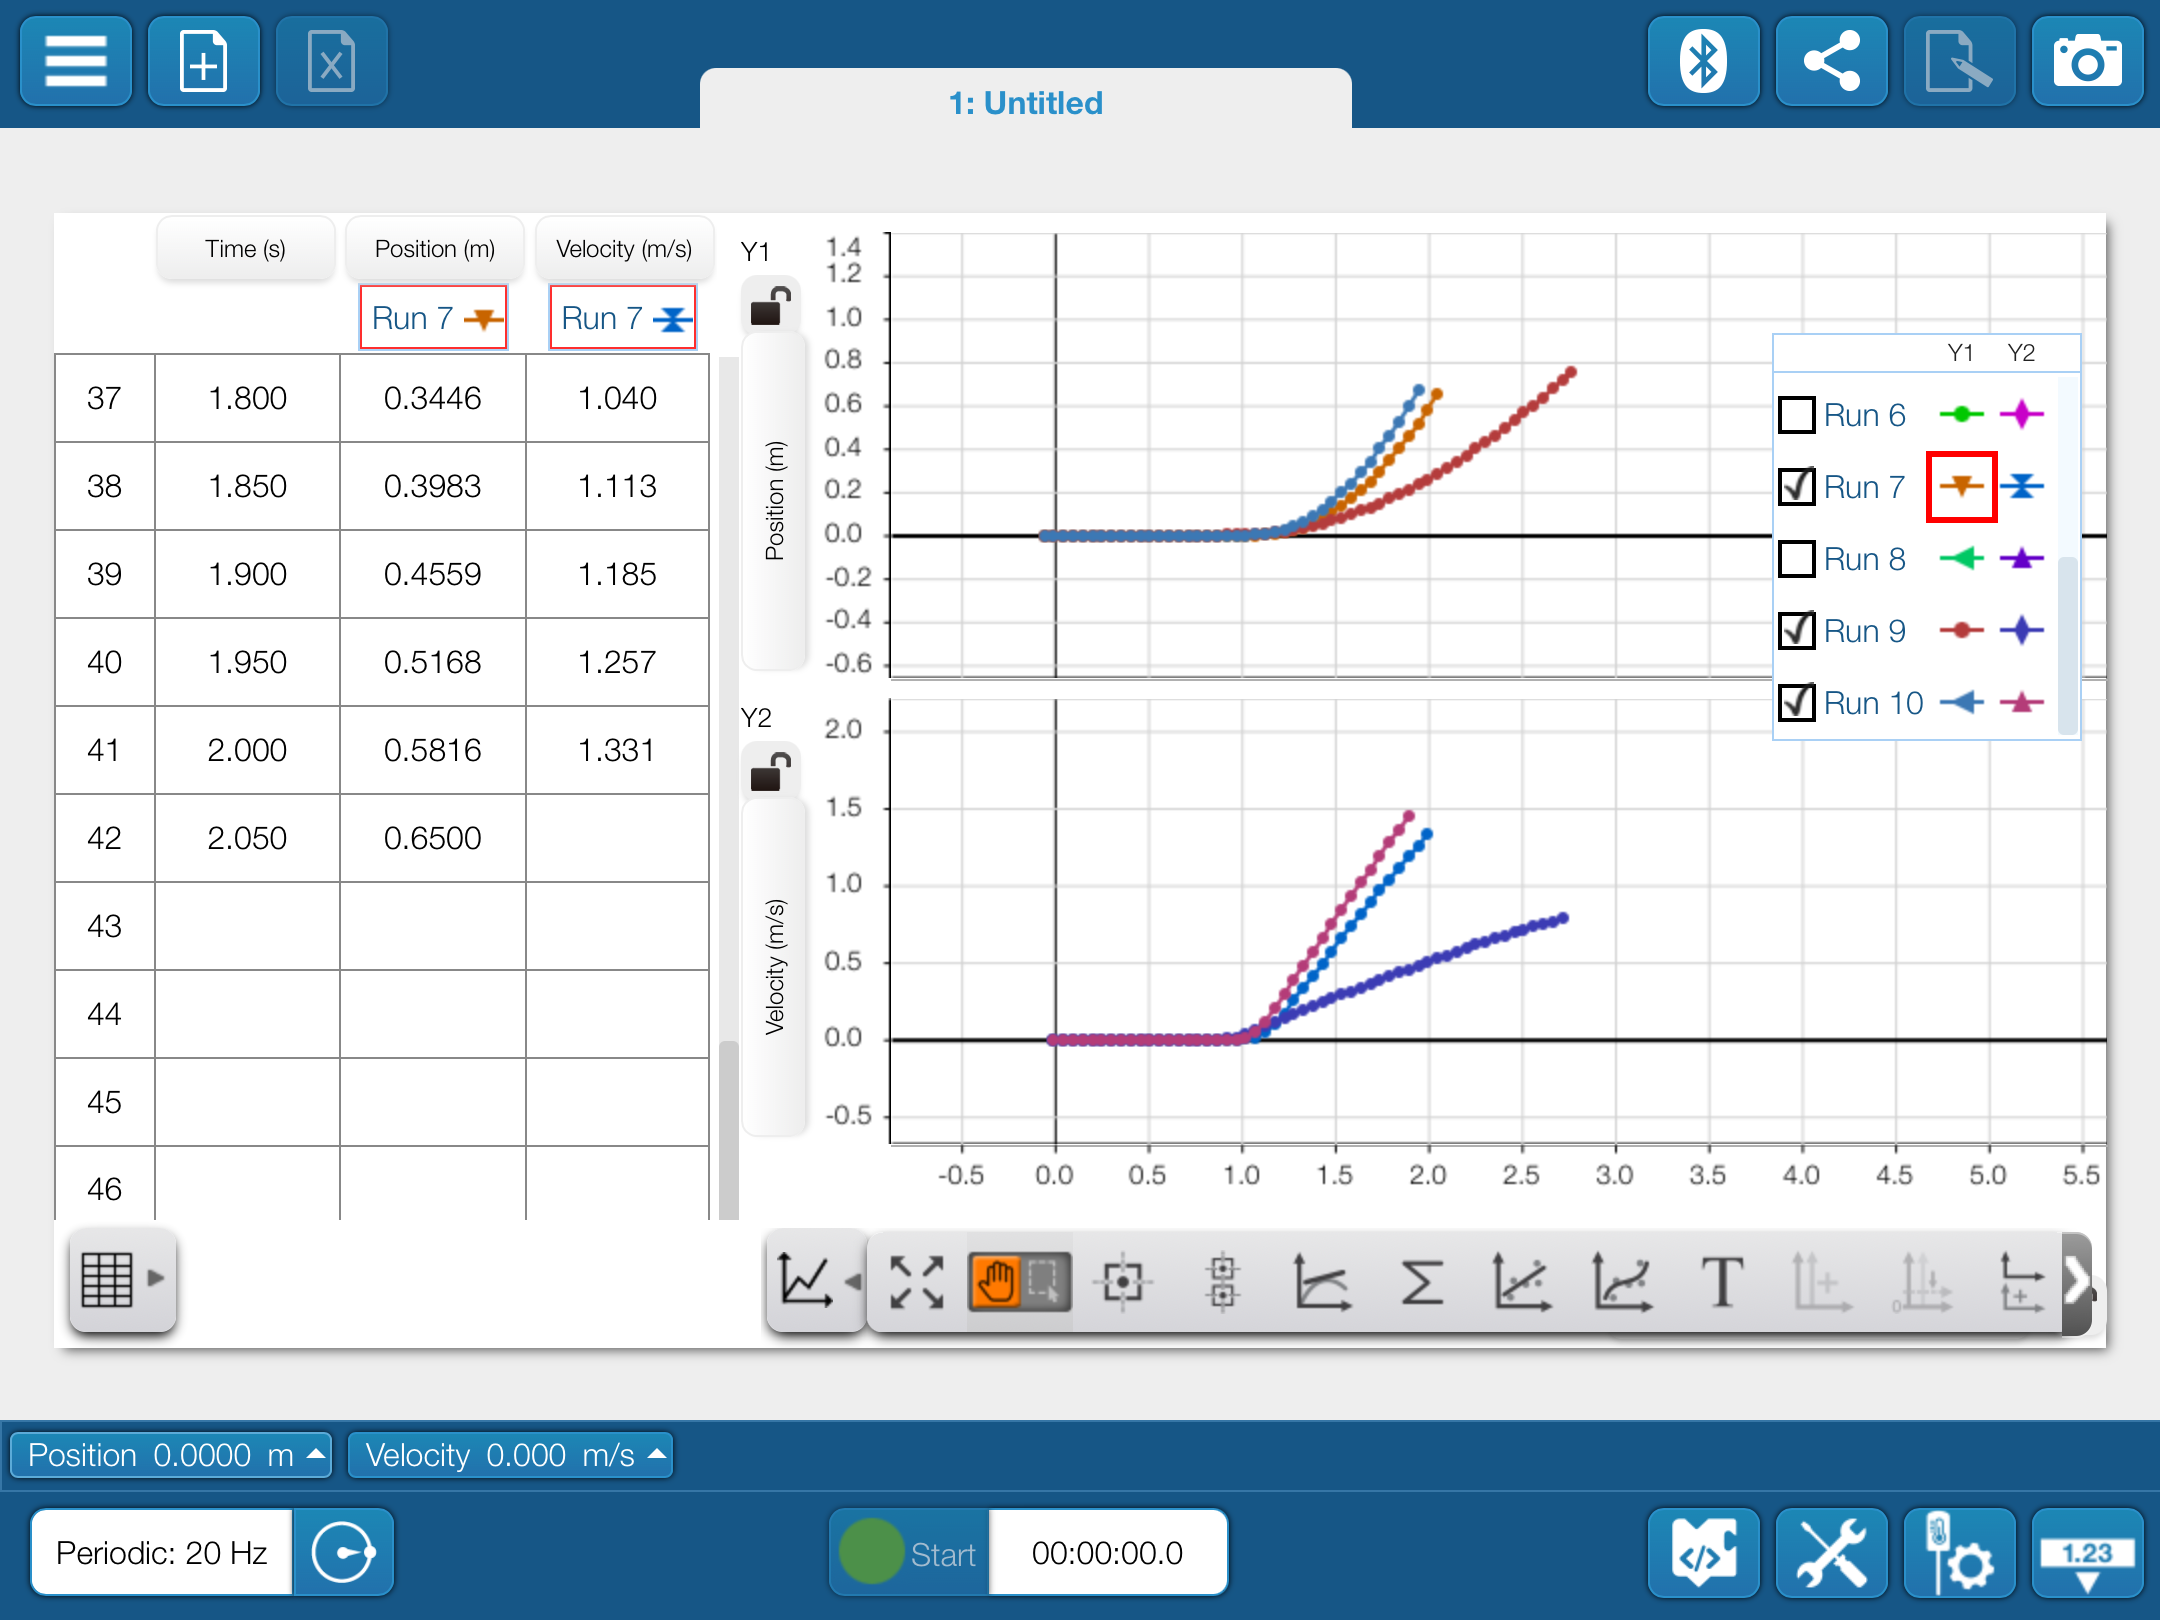 1: Untitled
Time (s) Position (m) Velocity (m/s)
Run 7 Run 7
37 1.800 0.3446 1.040
38 1.850 0.3983 1.113
39 1.900 0.4559 1.185
40 1.950 0.5168 1.257
41 2.000 0.5816 1.331
42 2.050 0.6500
43
44
45
46
Y1
Position (m)
1.4
1.2
1.0
0.8
0.6
0.4
0.2
0.0
-0.2
-0.4
-0.6
Y1 Y2
Run 6
Run 7
Run 8
Run 9
Run 10
Y2
Velocity (m/s)
2.0
1.5
1.0
0.5
0.0
-0.5
-0.5 0.0 0.5 1.0 1.5 2.0 2.5 3.0 3.5 4.0 4.5 5.0 5.5
Σ T
0
Position 0.0000 m Velocity 0.000 m/s
Periodic: 20 Hz Start 00:00:00.0 </> 1.23